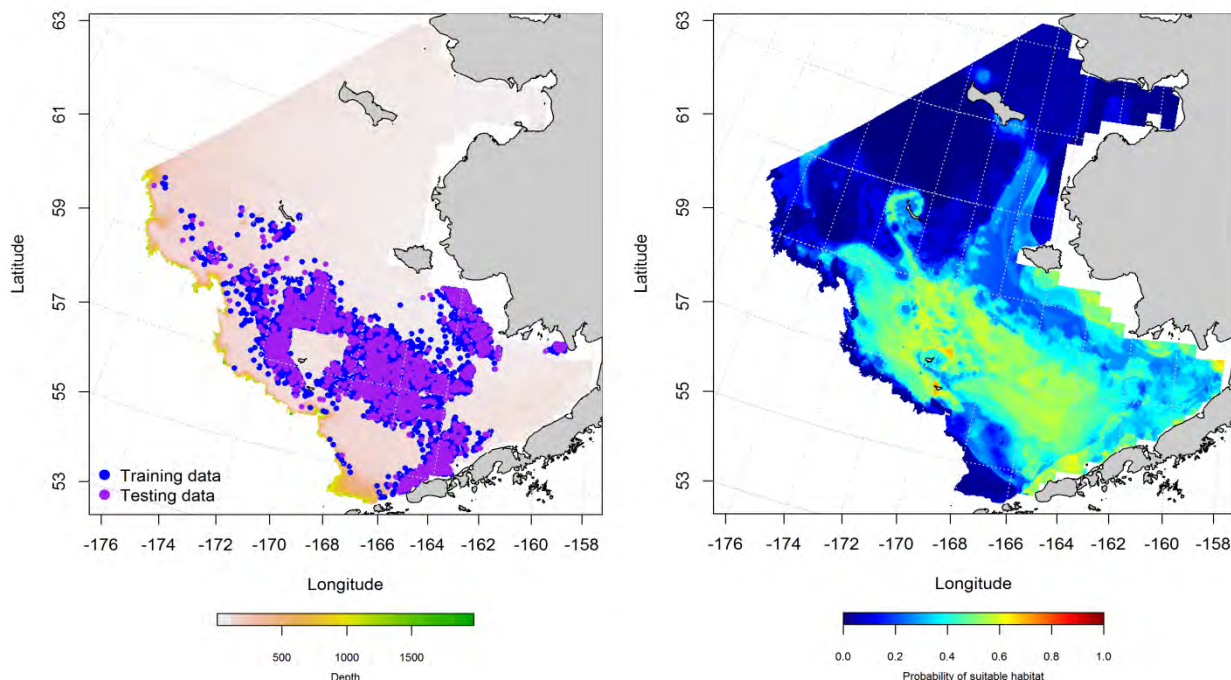 63
61
59
57
55
53
Latitude
Training data
Testing data
-176 -174 -172 -170 -168 -166 -164 -162 -160 -158
Longitude
500 1000 1500
Depth
63
61
59
57
55
53
Latitude
-176 -174 -172 -170 -168 -166 -164 -162 -160 -158
Longitude
0.0 0.2 0.4 0.6 0.8 1.0
Probability of suitable habitat